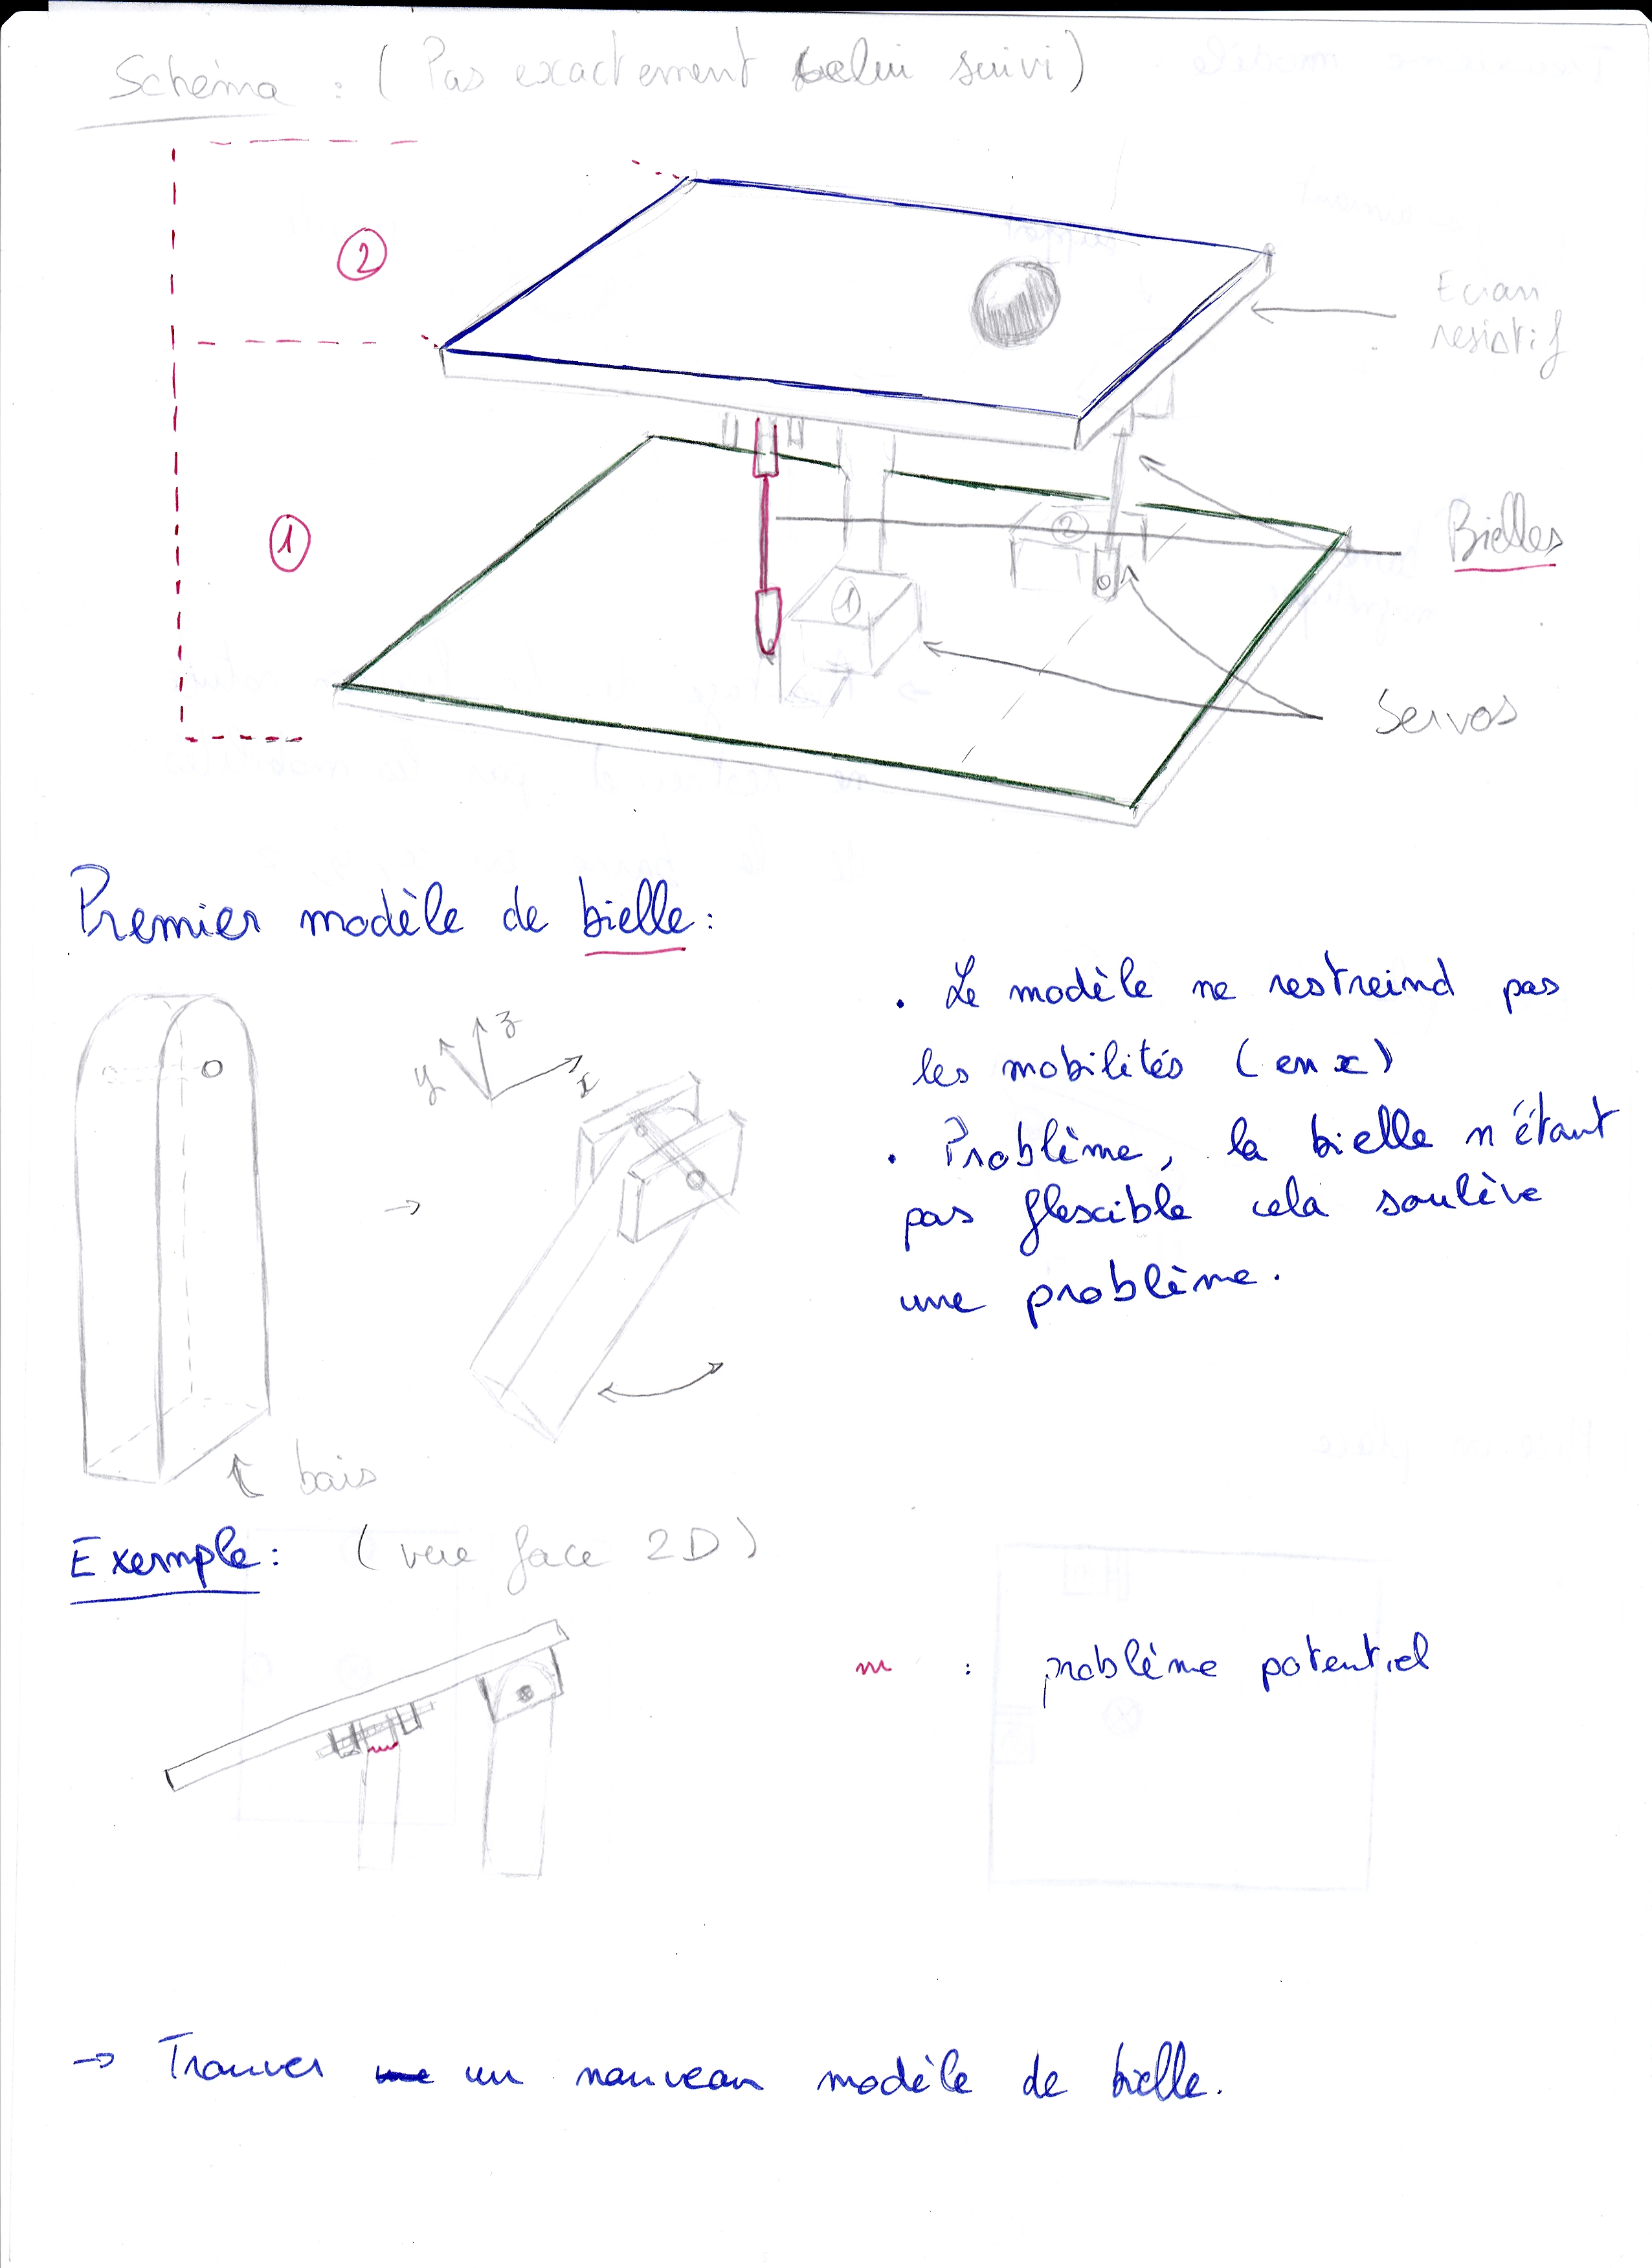 Schéma : (Pas exactement celui suivi)
②
Ecran
resistif
①
②
Bielles
①
Servos
Premier modèle de bielle:
. Le modèle ne restreind pas
les mobilités (en x)
. Problème, la bielle n'étant
pas flexcible cela soulève
une problème.
z
y
x
→
bois
Exemple: (vue face 2D)
: problème potentiel
→ Trouver un nouveau modèle de bielle.